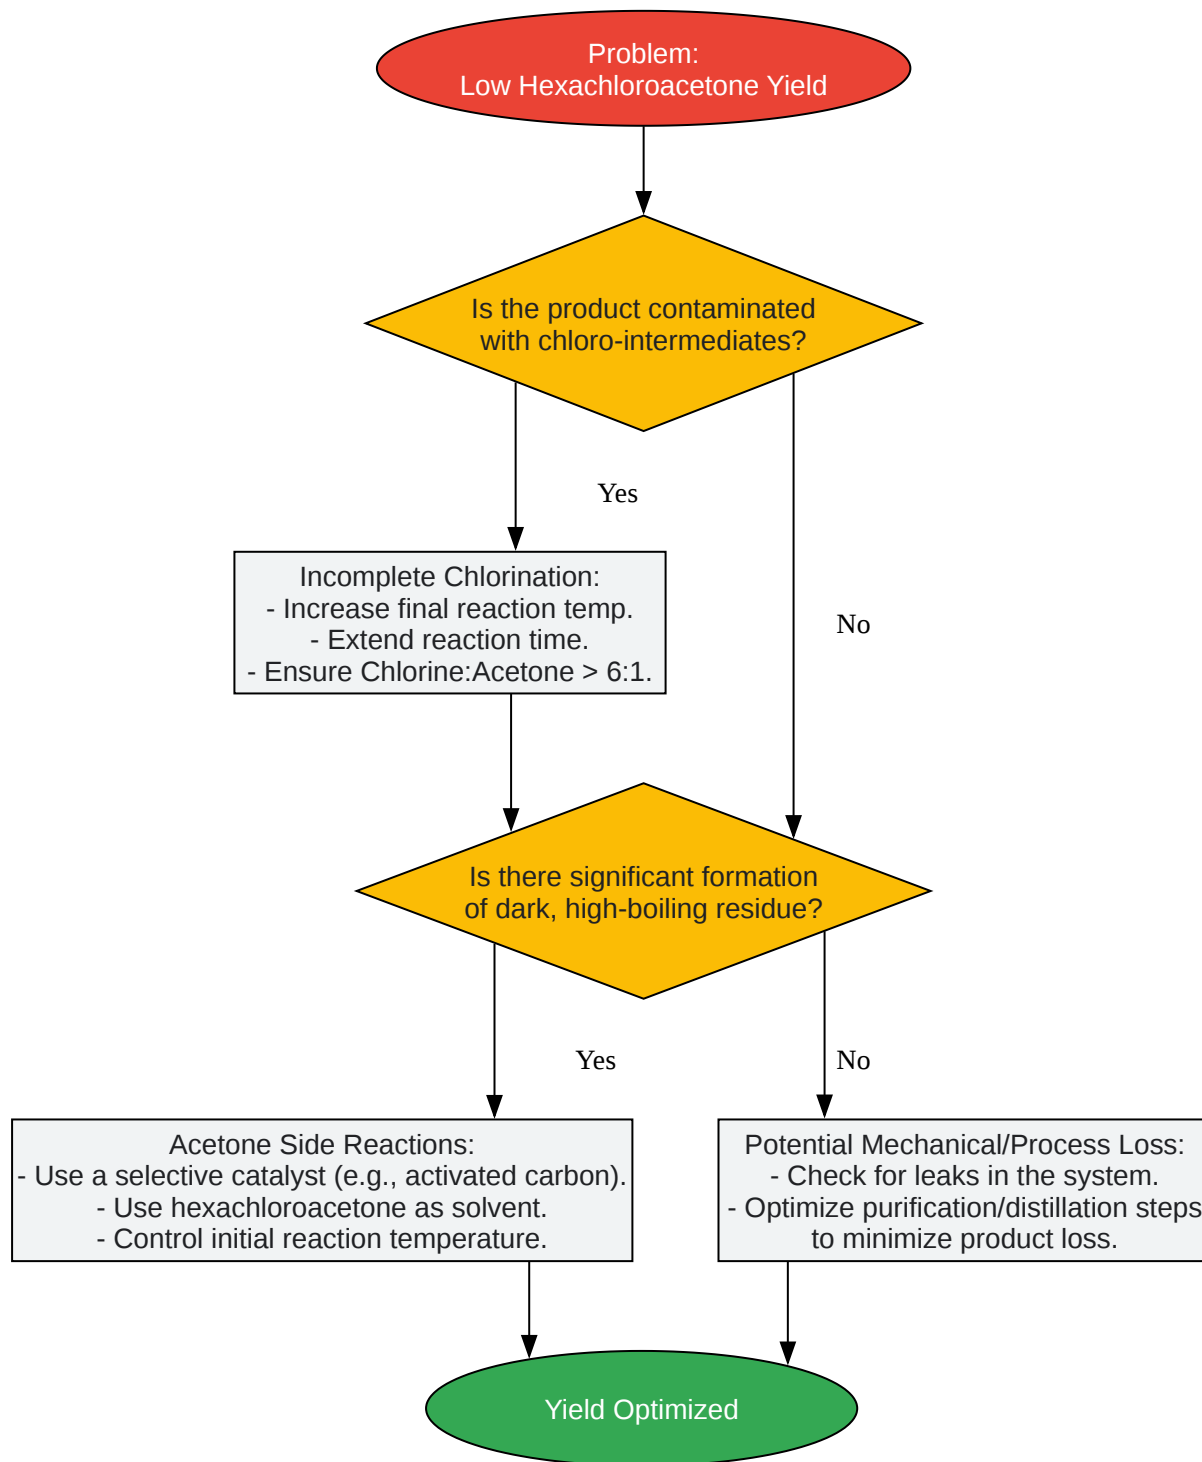 Problem:
Low Hexachloroacetone Yield
Is the product contaminated
with chloro-intermediates?
Yes
Incomplete Chlorination:
- Increase final reaction temp.
- Extend reaction time.
- Ensure Chlorine:Acetone > 6:1.
No
Is there significant formation
of dark, high-boiling residue?
Yes
No
Acetone Side Reactions:
- Use a selective catalyst (e.g., activated carbon).
- Use hexachloroacetone as solvent.
- Control initial reaction temperature.
Potential Mechanical/Process Loss:
- Check for leaks in the system.
- Optimize purification/distillation steps
to minimize product loss.
Yield Optimized